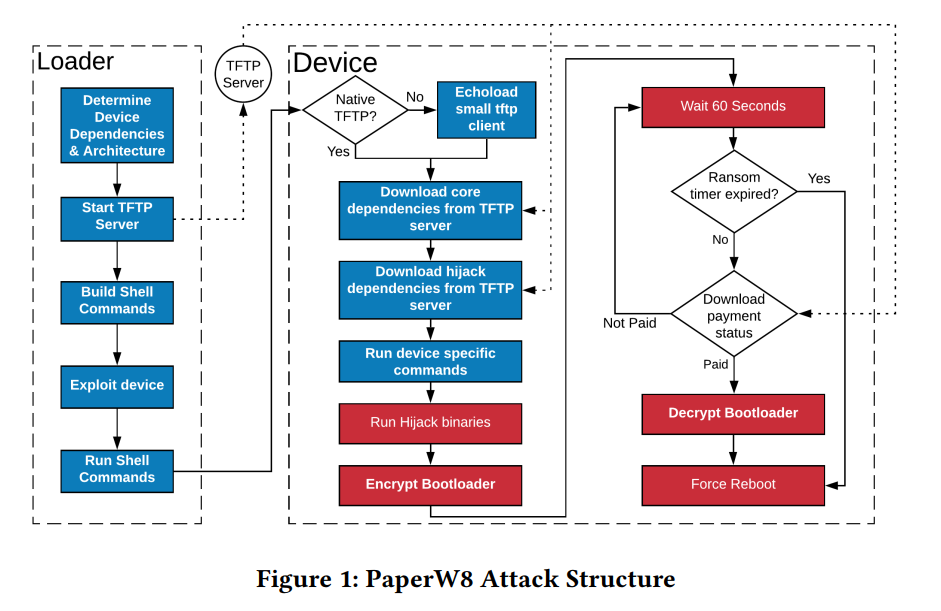 Loader
Determine
Device
Dependencies
& Architecture
Start TFTP
Server
Build Shell
Commands
Exploit device
Run Shell
Commands
TFTP
Server
Device
Native
TFTP?
No
Yes
Echoload
small tftp
client
Download core
dependencies from TFTP
server
Download hijack
dependencies from TFTP
server
Run device specific
commands
Run Hijack binaries
Encrypt Bootloader
Wait 60 Seconds
Ransom
timer expired?
Yes
No
Download
payment
status
Not Paid
Paid
Decrypt Bootloader
Force Reboot
Figure 1: PaperW8 Attack Structure